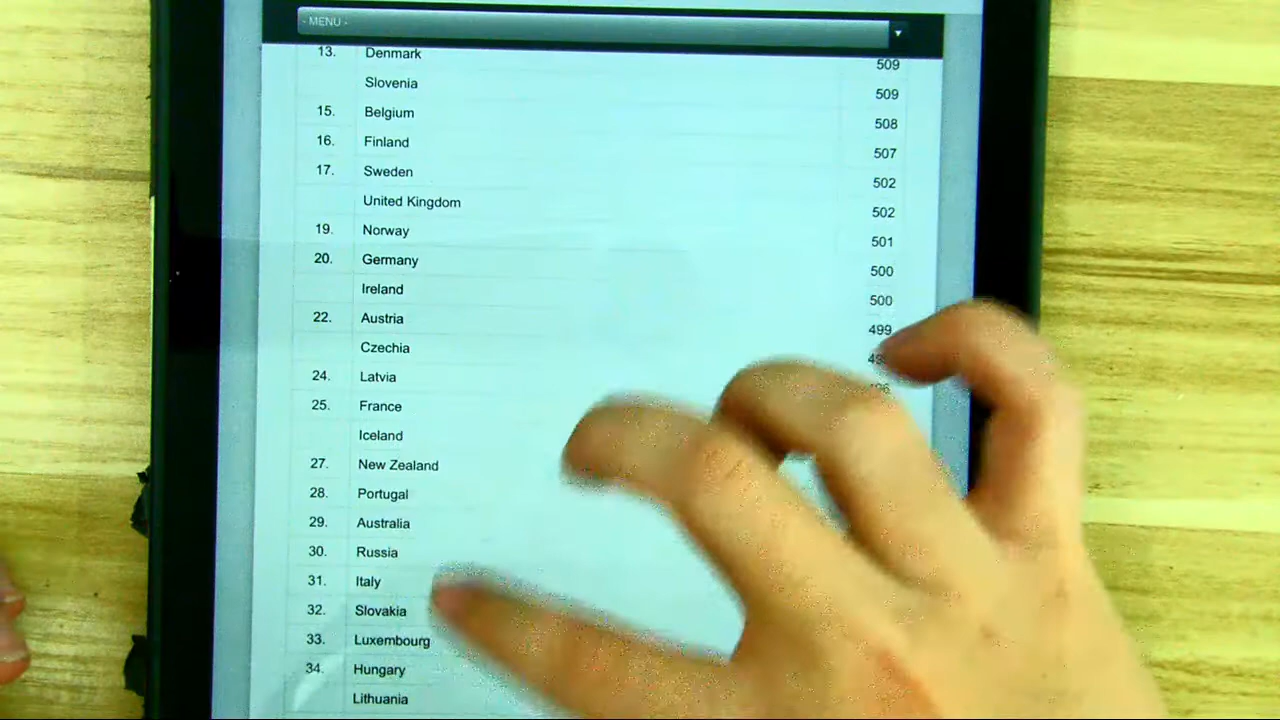 - MENU -
13. Denmark 509
Slovenia 509
15. Belgium 508
16. Finland 507
17. Sweden 502
United Kingdom 502
19. Norway 501
20. Germany 500
Ireland 500
22. Austria 499
Czechia
24. Latvia
25. France
Iceland
27. New Zealand
28. Portugal
29. Australia
30. Russia
31. Italy
32. Slovakia
33. Luxembourg
34. Hungary
Lithuania